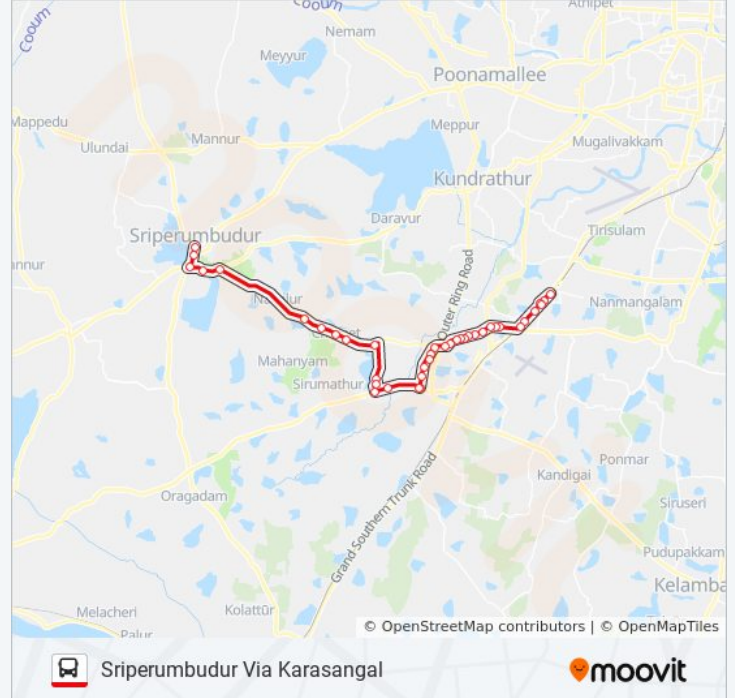 Athipet
Cooum
Cooum
Nemam
Meyyur
Poonamallee
Mappedu
Meppur
Mannur
Ulundai
Mugalivakkam
Kundrathur
Daravur
Sriperumbudur
Tirisulam
nnur
Outer Ring Road
Nanmangalam
Mahanyam
Sirumathur
Grand Southern Trunk Road
Ponmar
Kandigai
Oragadam
Siruseri
Pudupakkam
Kelamba
Melacheri
Kolattūr
Palur
© OpenStreetMap contributors | © OpenMapTiles
Sriperumbudur Via Karasangal
moovit